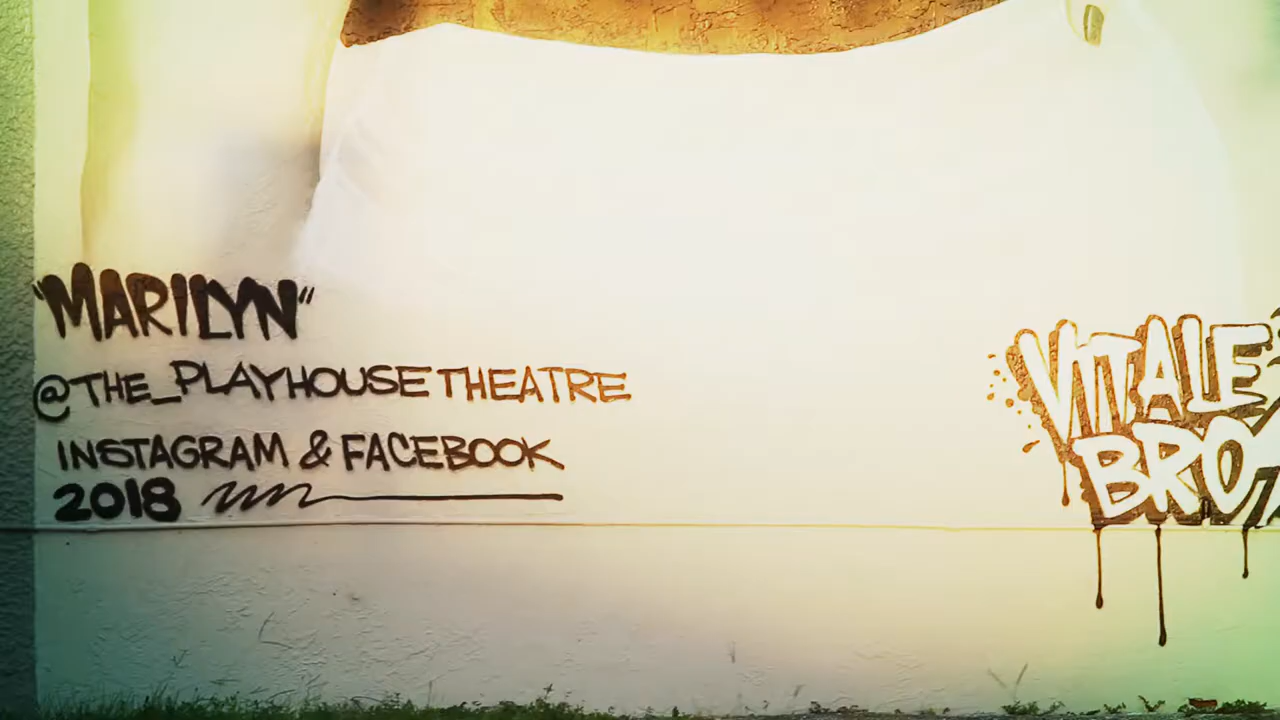 "MARILYN"
@THE_PLAYHOUSETHEATRE
INSTAGRAM & FACEBOOK
2018
VITALE
BRO